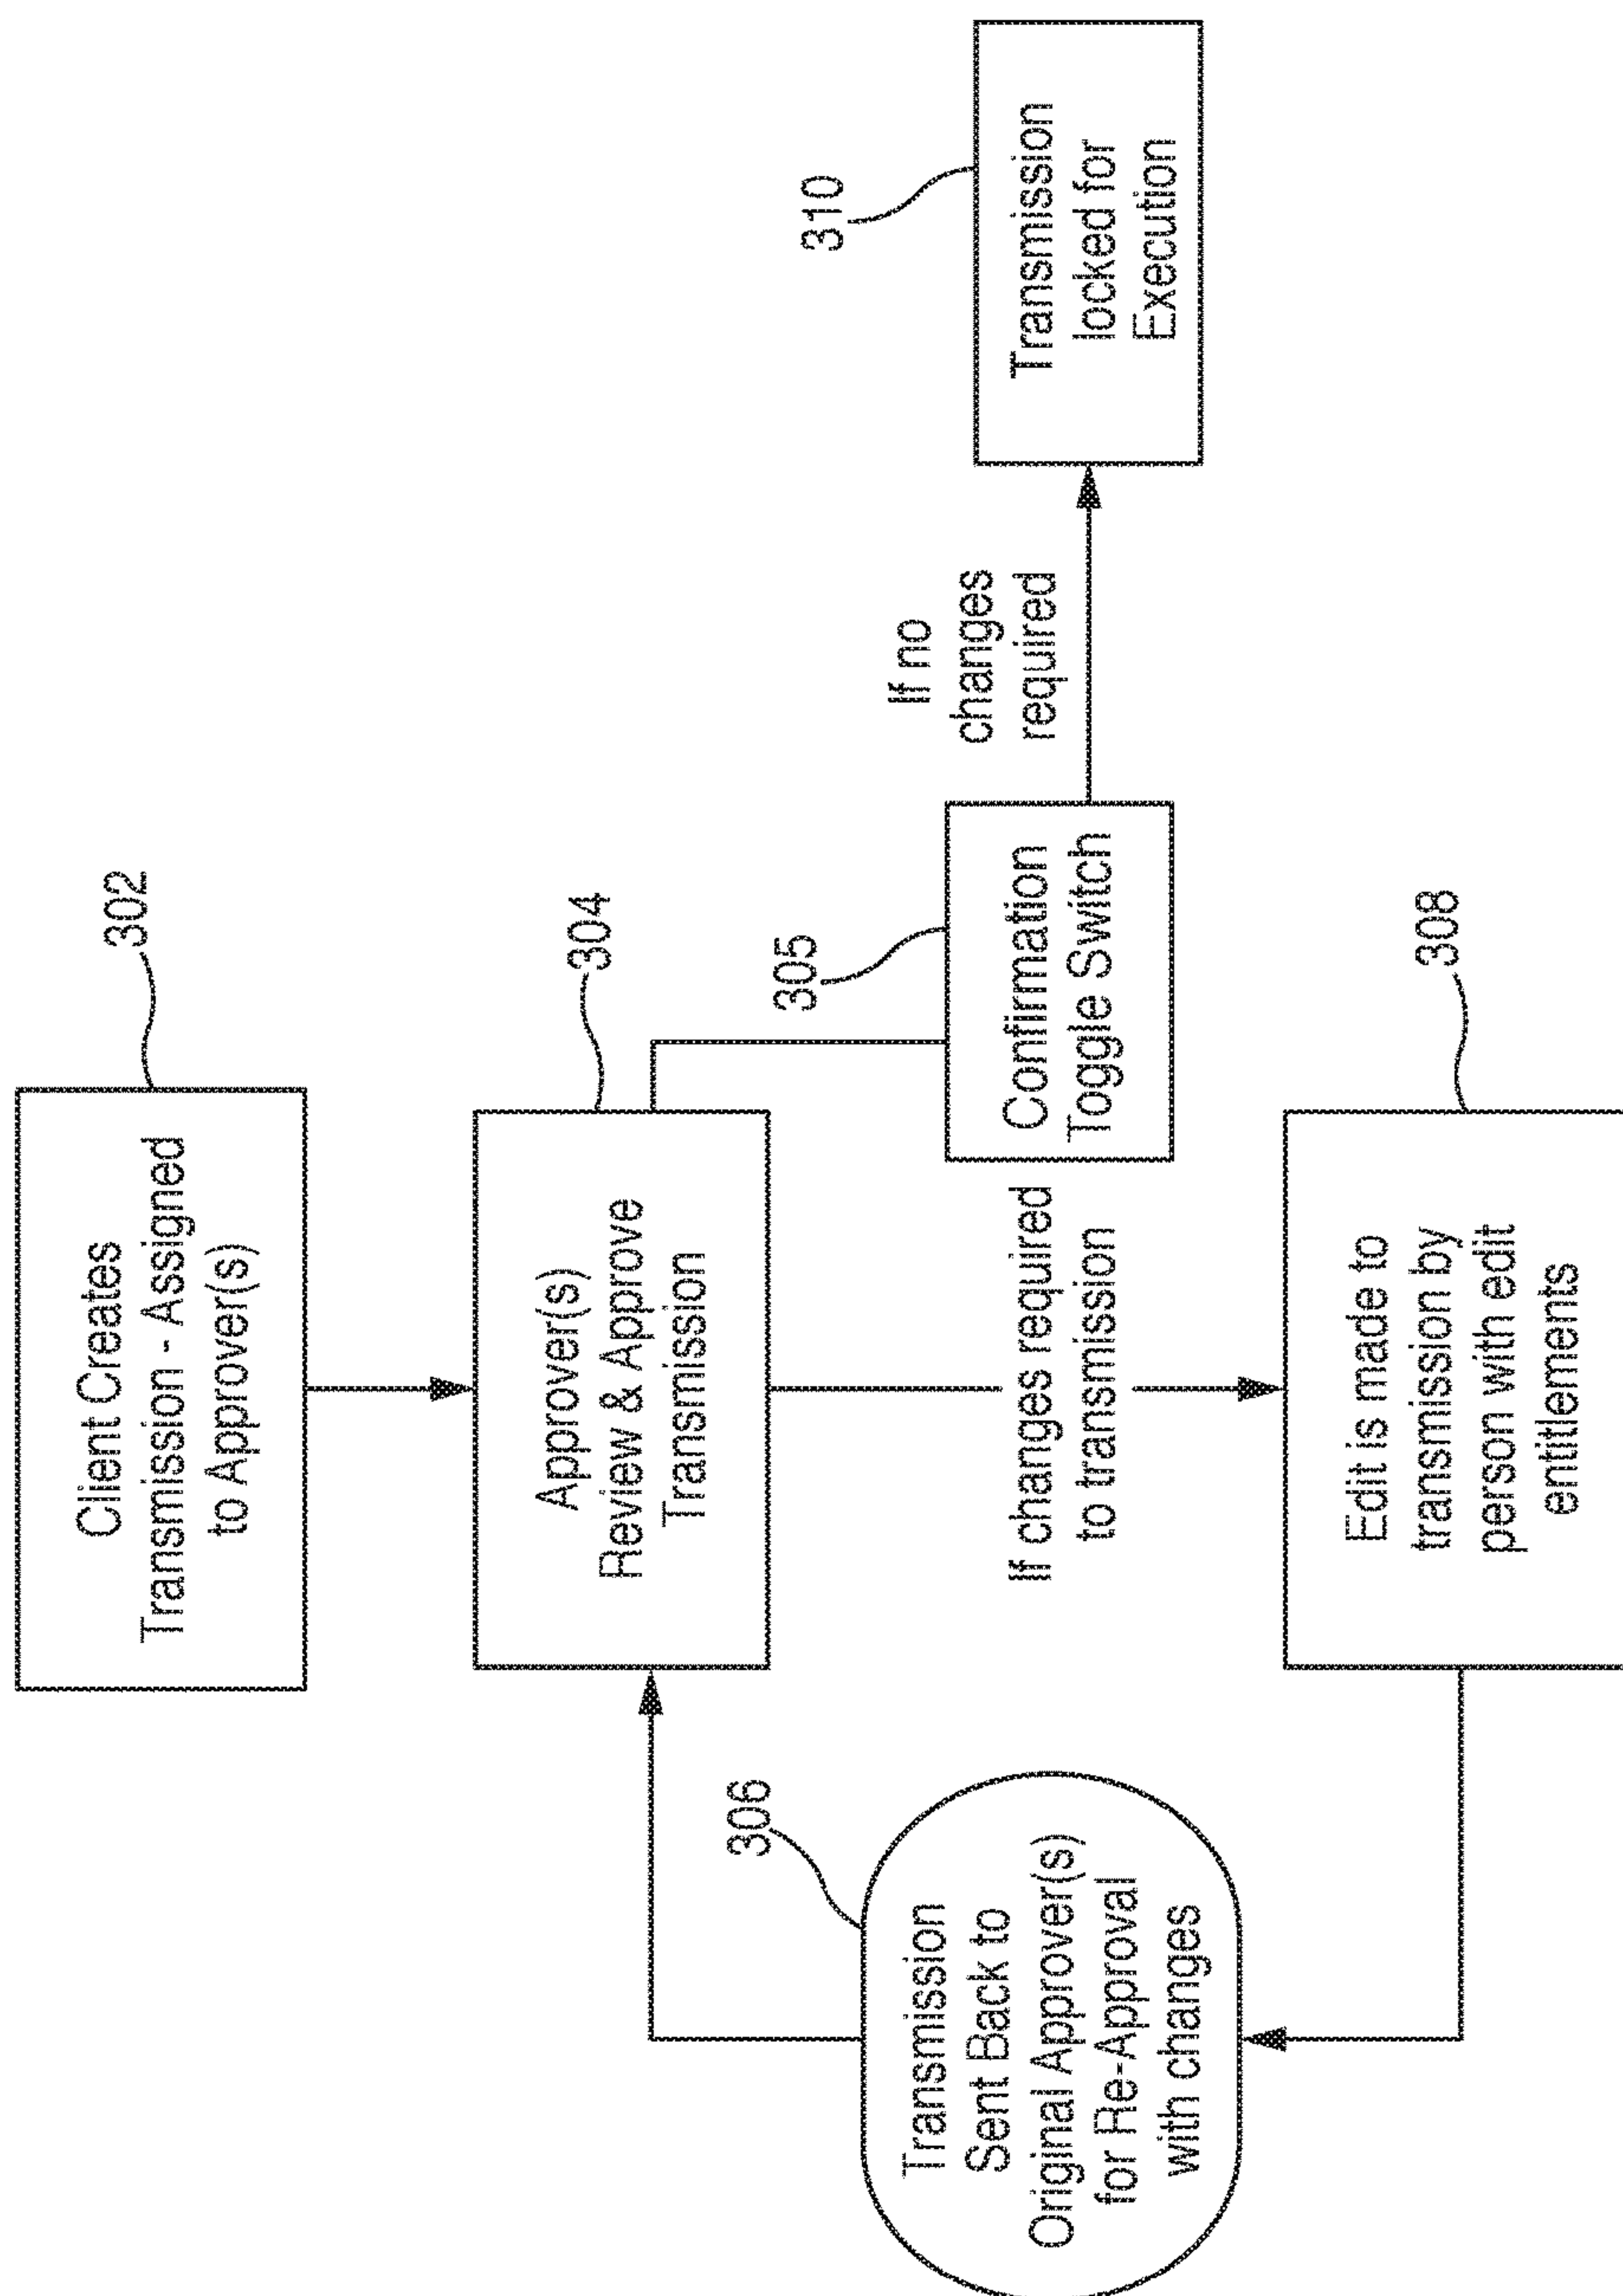 302
Client Creates
Transmission - Assigned
to Approver(s)
304
Approver(s)
Review & Approve
Transmission
305
Confirmation
Toggle Switch
If no
changes
required
310
Transmission
locked for
Execution
If changes required
to transmission
308
Edit is made to
transmission by
person with edit
entitlements
306
Transmission
Sent Back to
Original Approver(s)
for Re-Approval
with changes